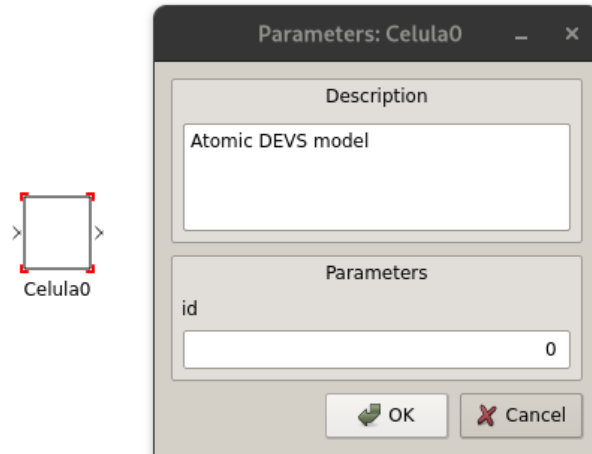 Parameters: Celula0
Description
Atomic DEVS model
Celula0
Parameters
id
0
OK
Cancel